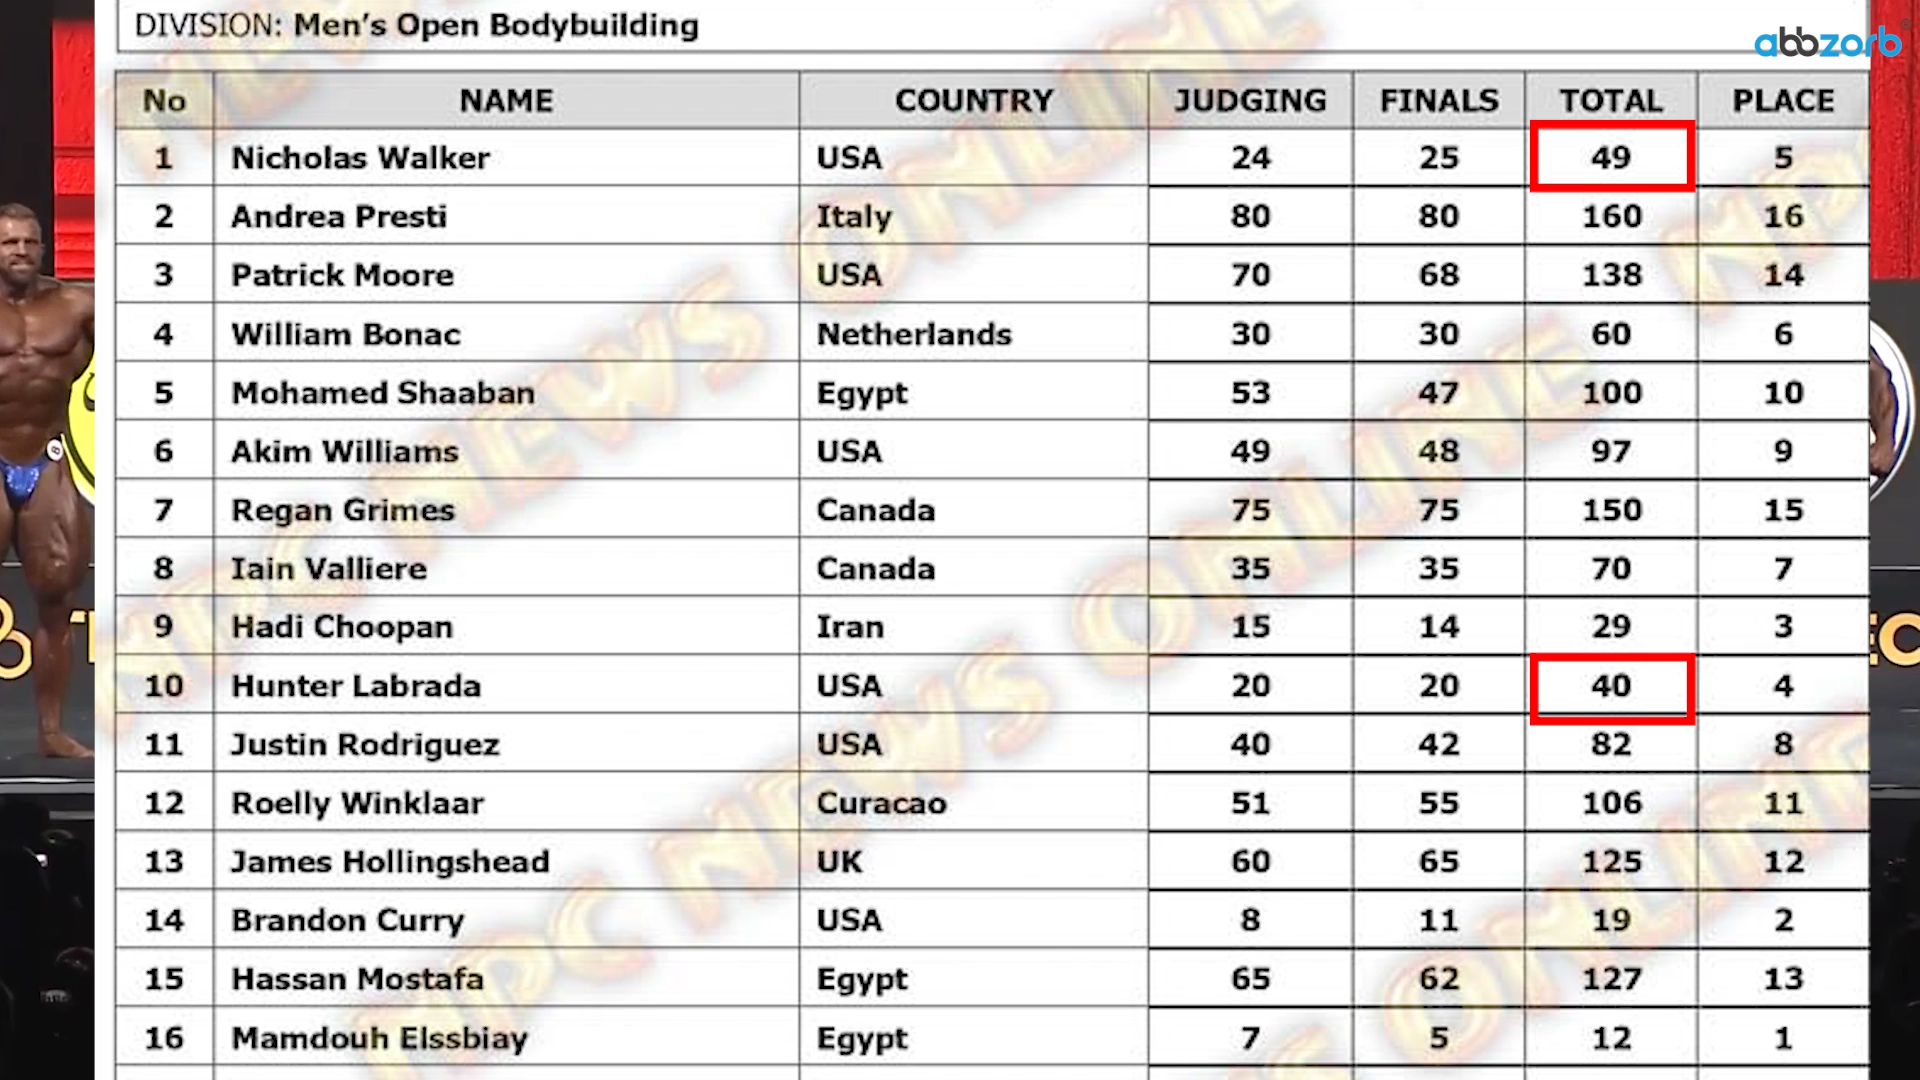 DIVISION: Men's Open Bodybuilding
abbzorb
No NAME COUNTRY JUDGING FINALS TOTAL PLACE
1 Nicholas Walker USA 24 25 49 5
2 Andrea Presti Italy 80 80 160 16
3 Patrick Moore USA 70 68 138 14
4 William Bonac Netherlands 30 30 60 6
5 Mohamed Shaaban Egypt 53 47 100 10
6 Akim Williams USA 49 48 97 9
7 Regan Grimes Canada 75 75 150 15
8 Iain Valliere Canada 35 35 70 7
9 Hadi Choopan Iran 15 14 29 3
10 Hunter Labrada USA 20 20 40 4
11 Justin Rodriguez USA 40 42 82 8
12 Roelly Winklaar Curacao 51 55 106 11
13 James Hollingshead UK 60 65 125 12
14 Brandon Curry USA 8 11 19 2
15 Hassan Mostafa Egypt 65 62 127 13
16 Mamdouh Elssbiay Egypt 7 5 12 1
NPC NEWS ONLINE
NPC NEWS ONLINE